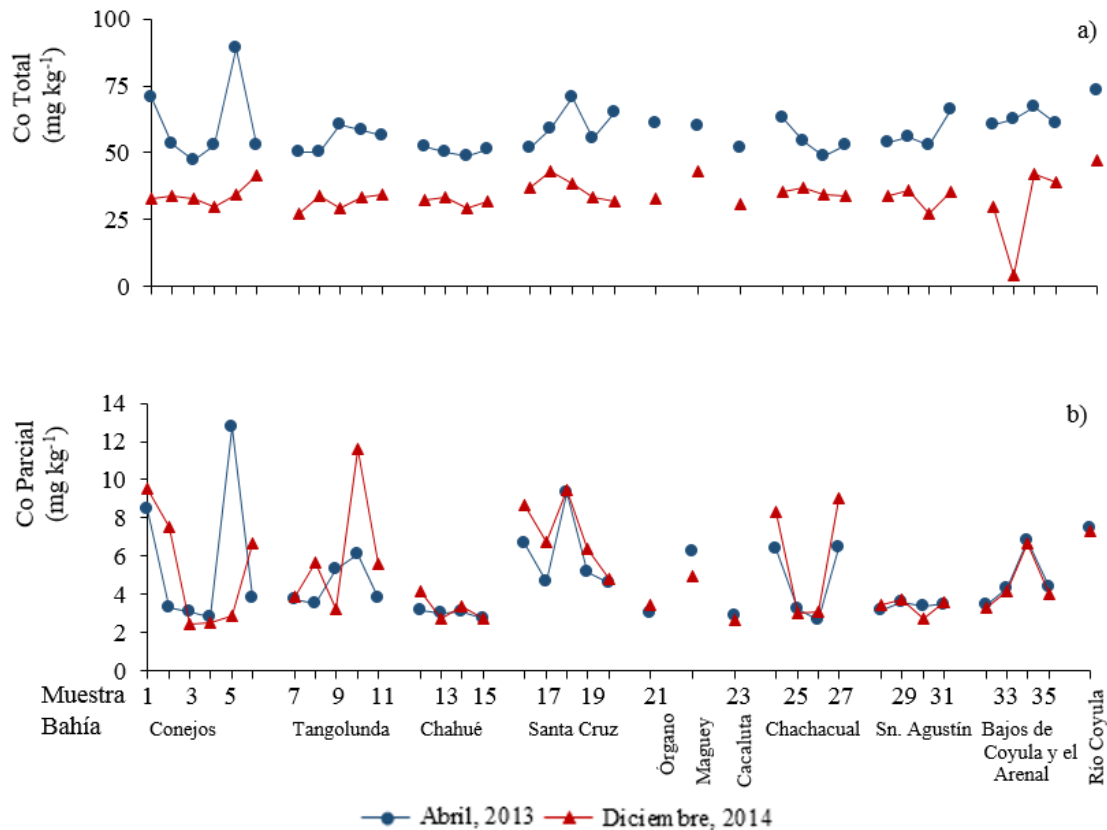 a)
Co Total
(mg kg⁻¹)
100
75
50
25
0
b)
Co Parcial
(mg kg⁻¹)
14
12
10
8
6
4
2
0
Muestra 1 3 5 7 9 11 13 15 17 19 21 23 25 27 29 31 33 35
Bahía Conejos Tangolunda Chahué Santa Cruz Órgano Maguey Cacaluta Chachacual Sn. Agustín Bajos de
Coyula y el
Arenal
Río Coyula
Abril, 2013 Diciembre, 2014